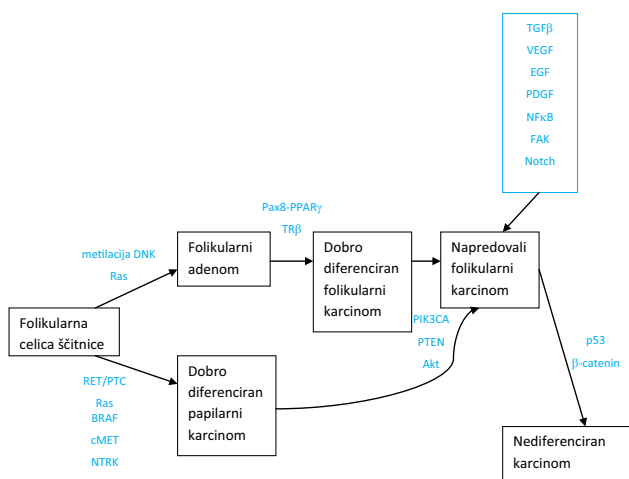 TGFβ
VEGF
EGF
PDGF
NFκB
FAK
Notch
Pax8-PPARγ
TRβ
metilacija DNK
Ras
Folikularni
adenom
Dobro
diferenciran
folikularni
karcinom
Napredovali
folikularni
karcinom
Folikularna
celica ščitnice
PIK3CA
PTEN
Akt
p53
β-catenin
RET/PTC
Ras
BRAF
cMET
NTRK
Dobro
diferenciran
papilarni
karcinom
Nediferenciran
karcinom